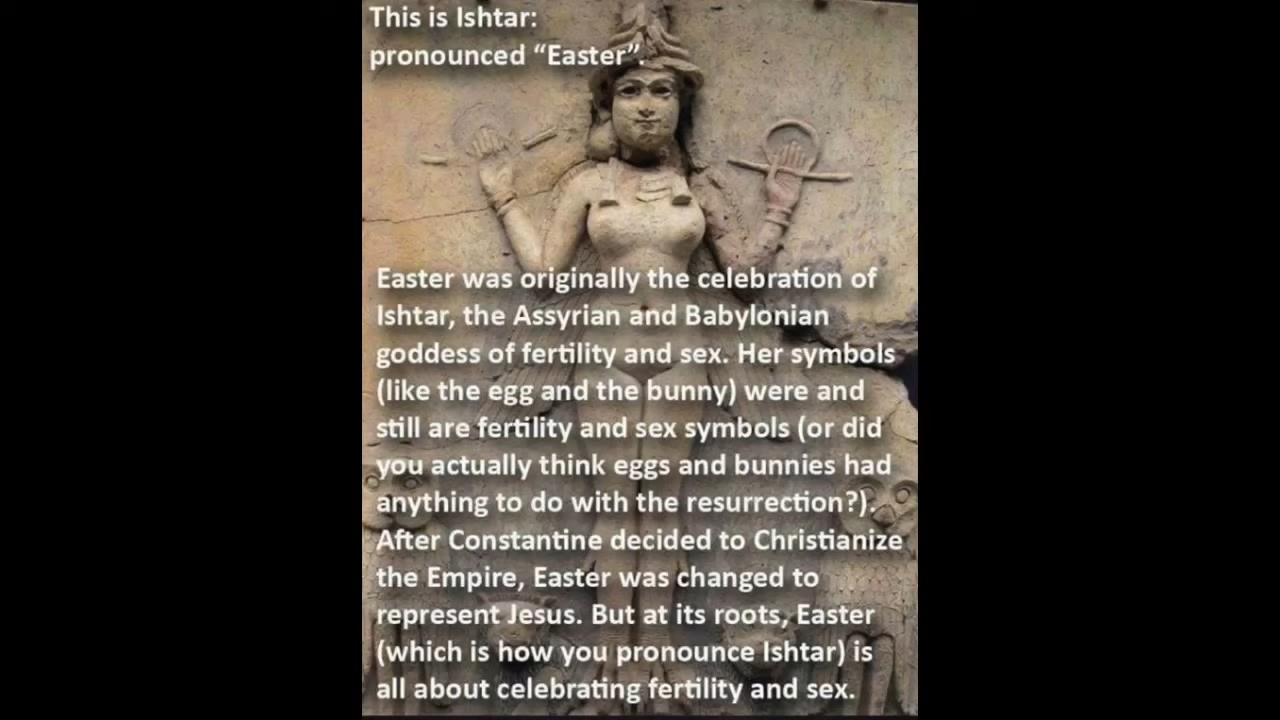 This is Ishtar:
pronounced “Easter”.
Easter was originally the celebration of
Ishtar, the Assyrian and Babylonian
goddess of fertility and sex. Her symbols
(like the egg and the bunny) were and
still are fertility and sex symbols (or did
you actually think eggs and bunnies had
anything to do with the resurrection?).
After Constantine decided to Christianize
the Empire, Easter was changed to
represent Jesus. But at its roots, Easter
(which is how you pronounce Ishtar) is
all about celebrating fertility and sex.